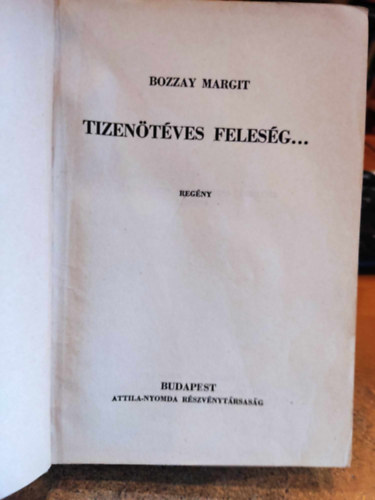 BOZZAY MARGIT
TIZENÖTÉVES FELESÉG...
REGÉNY
BUDAPEST
ATTILA-NYOMDA RÉSZVÉNYTÁRSASÁG